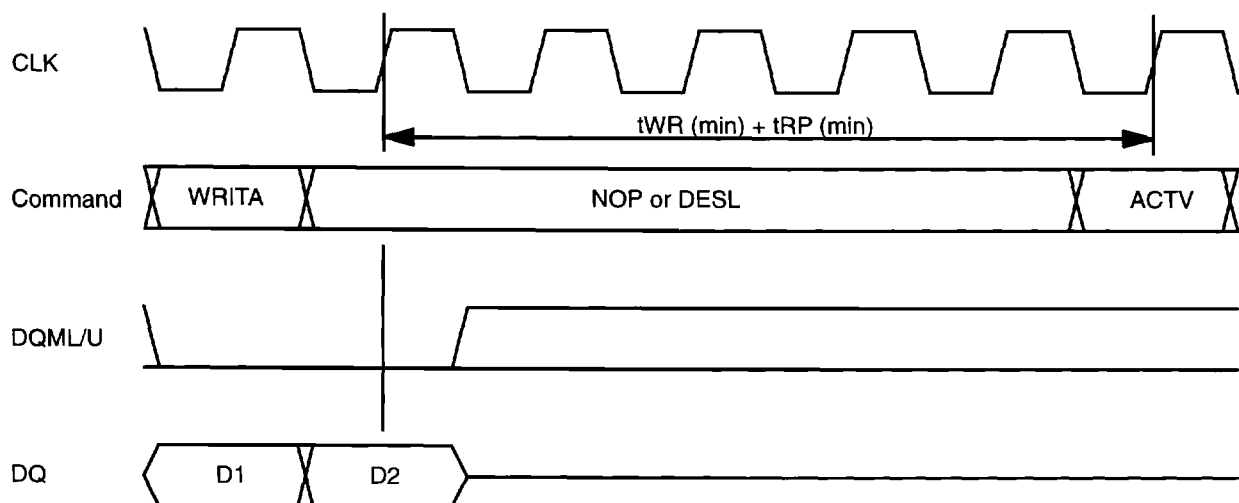 CLK
tWR (min) + tRP (min)
Command WRITA NOP or DESL ACTV
DQML/U
DQ D1 D2